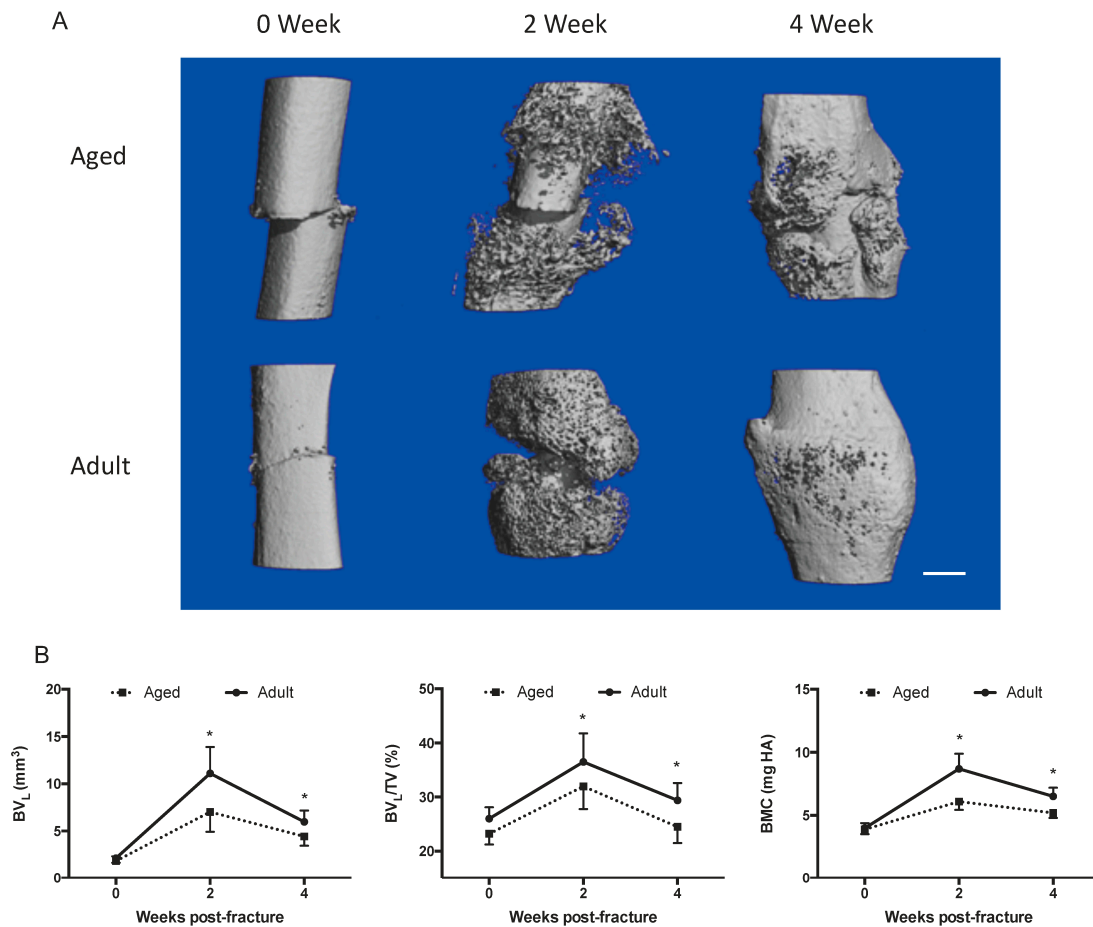 A
0 Week 2 Week 4 Week
Aged
Adult
B
Aged Adult
20
15
10
5
0
BVL (mm3)
0 2 4
Weeks post-fracture
Aged Adult
50
40
30
20
BVL/TV (%)
* *
0 2 4
Weeks post-fracture
Aged Adult
15
10
5
0
BMC (mg HA)
* *
0 2 4
Weeks post-fracture